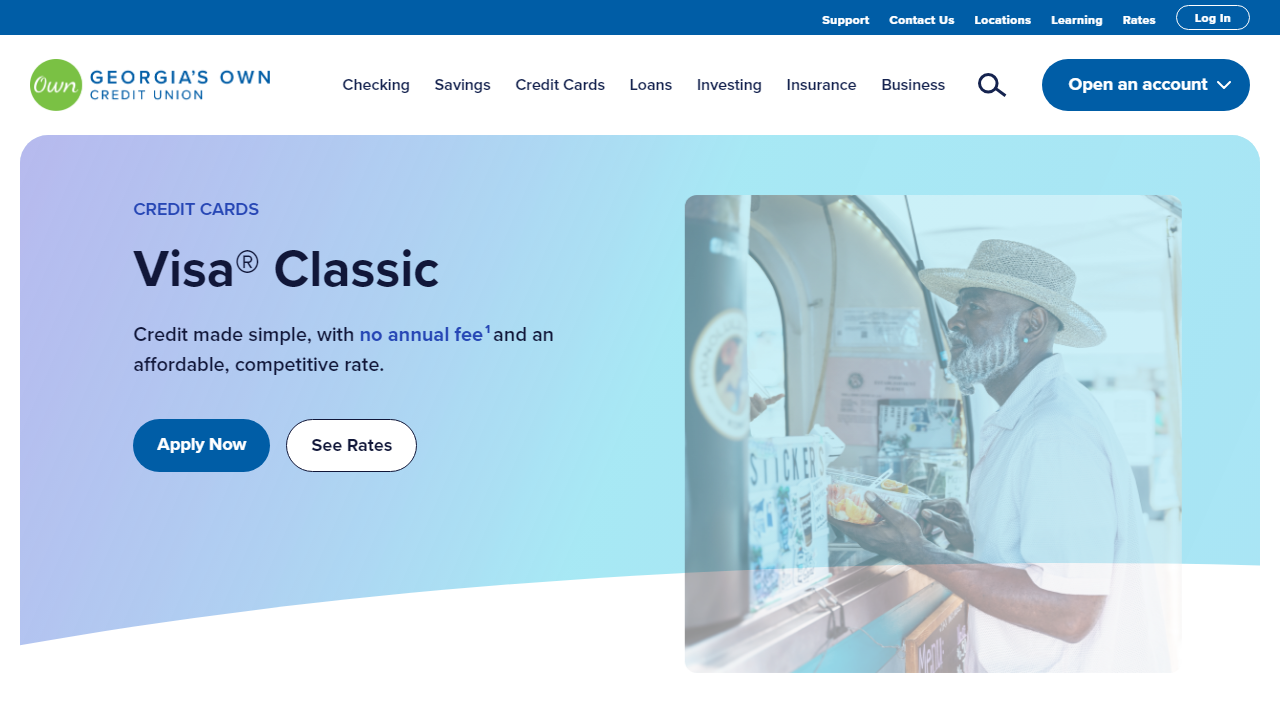 Support Contact Us Locations Learning Rates Log In
Own GEORGIA'S OWN
CREDIT UNION
Checking Savings Credit Cards Loans Investing Insurance Business Open an account
CREDIT CARDS
Visa® Classic
Credit made simple, with no annual fee¹ and an
affordable, competitive rate.
Apply Now See Rates
STICKERS
Menu: